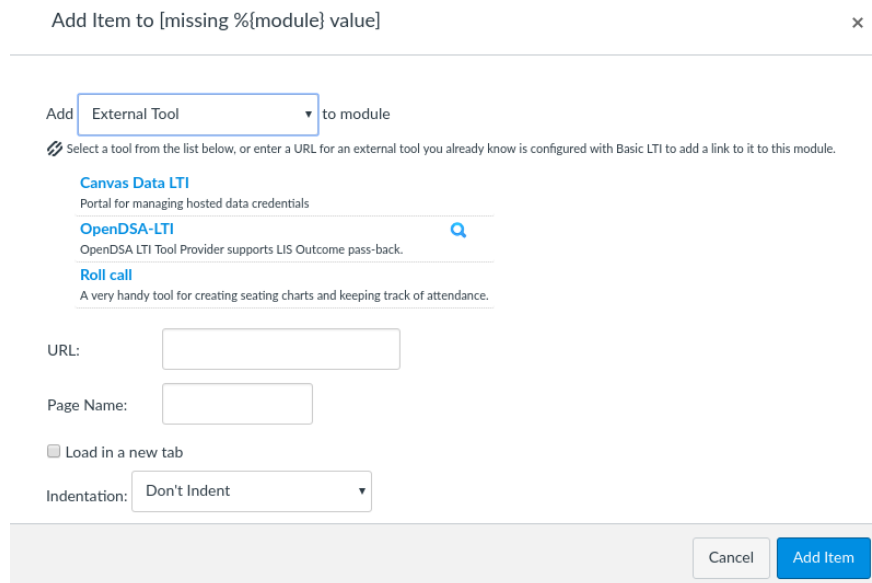 Add Item to [missing %{module} value]
×
Add External Tool to module
Select a tool from the list below, or enter a URL for an external tool you already know is configured with Basic LTI to add a link to it to this module.
Canvas Data LTI
Portal for managing hosted data credentials
OpenDSA-LTI
OpenDSA LTI Tool Provider supports LIS Outcome pass-back.
Roll call
A very handy tool for creating seating charts and keeping track of attendance.
URL:
Page Name:
Load in a new tab
Indentation: Don't Indent
Cancel Add Item